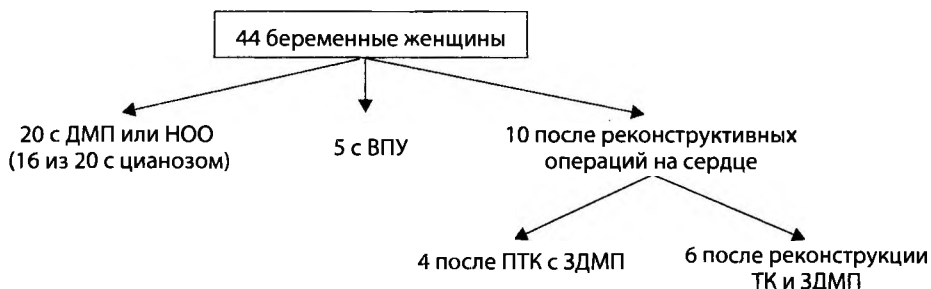 44 беременные женщины
20 с ДМП или НОО
(16 из 20 с цианозом)
5 с ВПУ
10 после реконструктивных
операций на сердце
4 после ПТК с ЗДМП
6 после реконструкции
ТК и ЗДМП